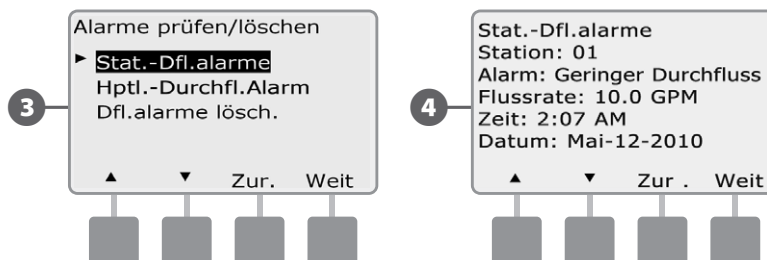 3
Alarme prüfen/löschen
► Stat.-Dfl.alarme
Hptl.-Durchfl.Alarm
Dfl.alarme lösch.
▲ ▼ Zur. Weit
4
Stat.-Dfl.alarme
Station: 01
Alarm: Geringer Durchfluss
Flussrate: 10.0 GPM
Zeit: 2:07 AM
Datum: Mai-12-2010
▲ ▼ Zur . Weit